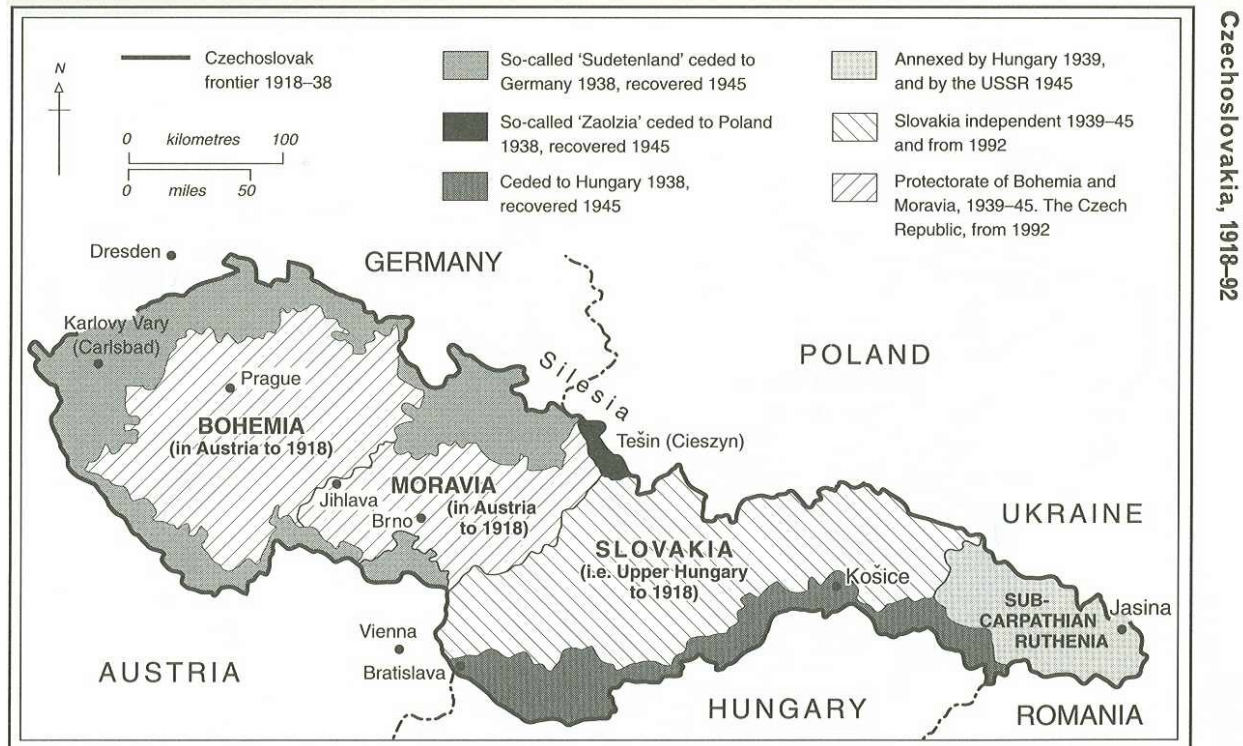 Czechoslovakia, 1918–92
N
Czechoslovak
frontier 1918–38
0 kilometres 100
0 miles 50
So-called 'Sudetenland' ceded to
Germany 1938, recovered 1945
So-called 'Zaolzia' ceded to Poland
1938, recovered 1945
Ceded to Hungary 1938,
recovered 1945
Annexed by Hungary 1939,
and by the USSR 1945
Slovakia independent 1939–45
and from 1992
Protectorate of Bohemia and
Moravia, 1939–45. The Czech
Republic, from 1992
Dresden
GERMANY
Karlovy Vary
(Carlsbad)
Prague
BOHEMIA
(in Austria to 1918)
Silesia
POLAND
Tešin (Cieszyn)
Jihlava
MORAVIA
(in Austria
to 1918)
Brno
UKRAINE
SLOVAKIA
(i.e. Upper Hungary
to 1918)
Košice
SUB-
CARPATHIAN
RUTHENIA
Jasina
Vienna
Bratislava
AUSTRIA
HUNGARY
ROMANIA